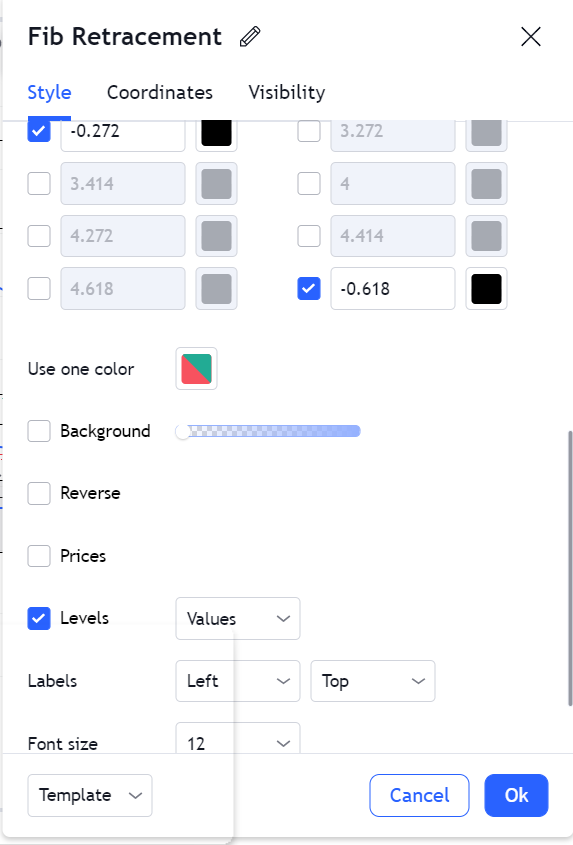 Fib Retracement
Style Coordinates Visibility
-0.272 3.272
3.414 4
4.272 4.414
4.618 -0.618
Use one color
Background
Reverse
Prices
Levels Values
Labels Left Top
Font size 12
Template Cancel Ok